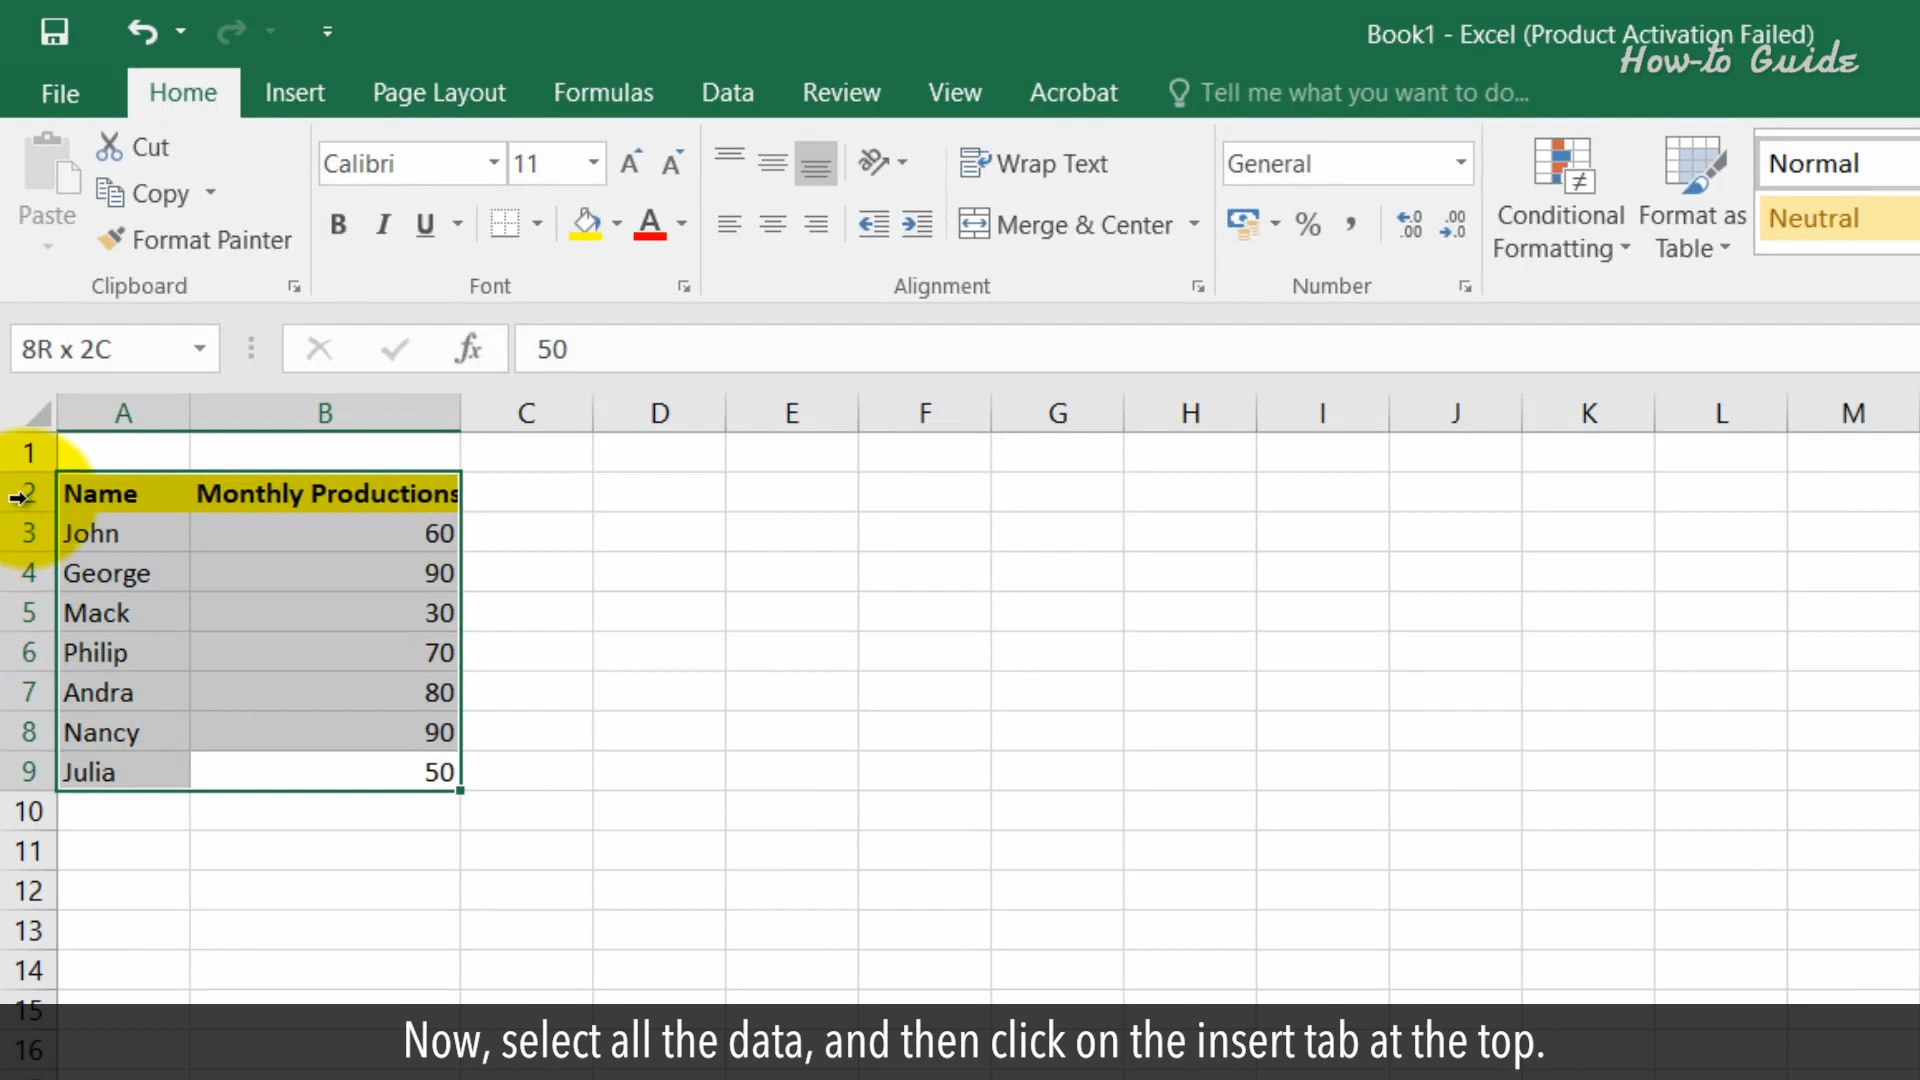 Book1 - Excel (Product Activation Failed)
How-to Guide
File Home Insert Page Layout Formulas Data Review View Acrobat Tell me what you want to do...
Paste
Cut
Copy
Format Painter
Clipboard
Calibri 11
A A
B I U A
Font
Wrap Text
Merge & Center
Alignment
General
% , .0 .00 .00 .0
Number
Conditional Formatting
Format as Table
Normal
Neutral
8R x 2C fx 50
A B C D E F G H I J K L M
1
2 Name Monthly Productions
3 John 60
4 George 90
5 Mack 30
6 Philip 70
7 Andra 80
8 Nancy 90
9 Julia 50
10
11
12
13
14
15
16
Now, select all the data, and then click on the insert tab at the top.